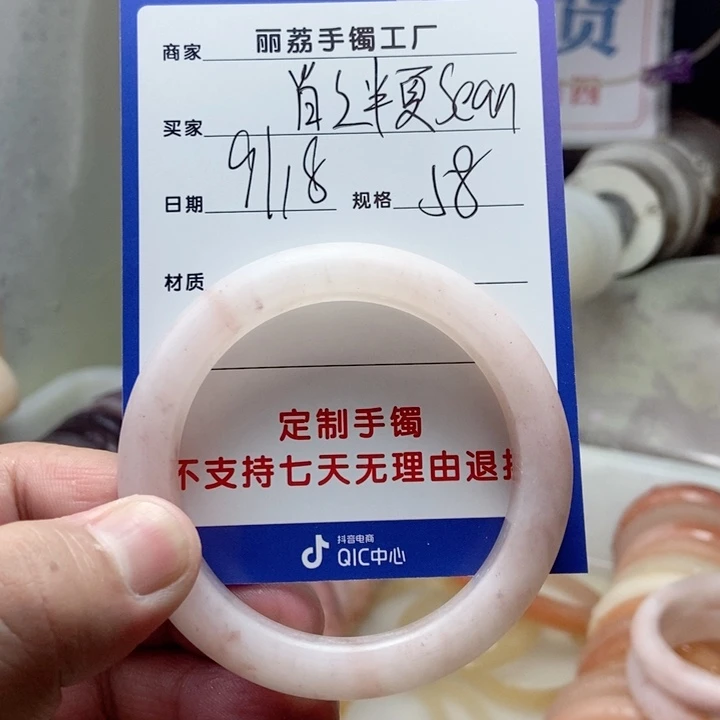 商家 丽荔手镯工厂
买家 半夏Sean
日期 9/18 规格 58
材质
定制手镯
不支持七天无理由退换
抖音电商
QIC中心
货